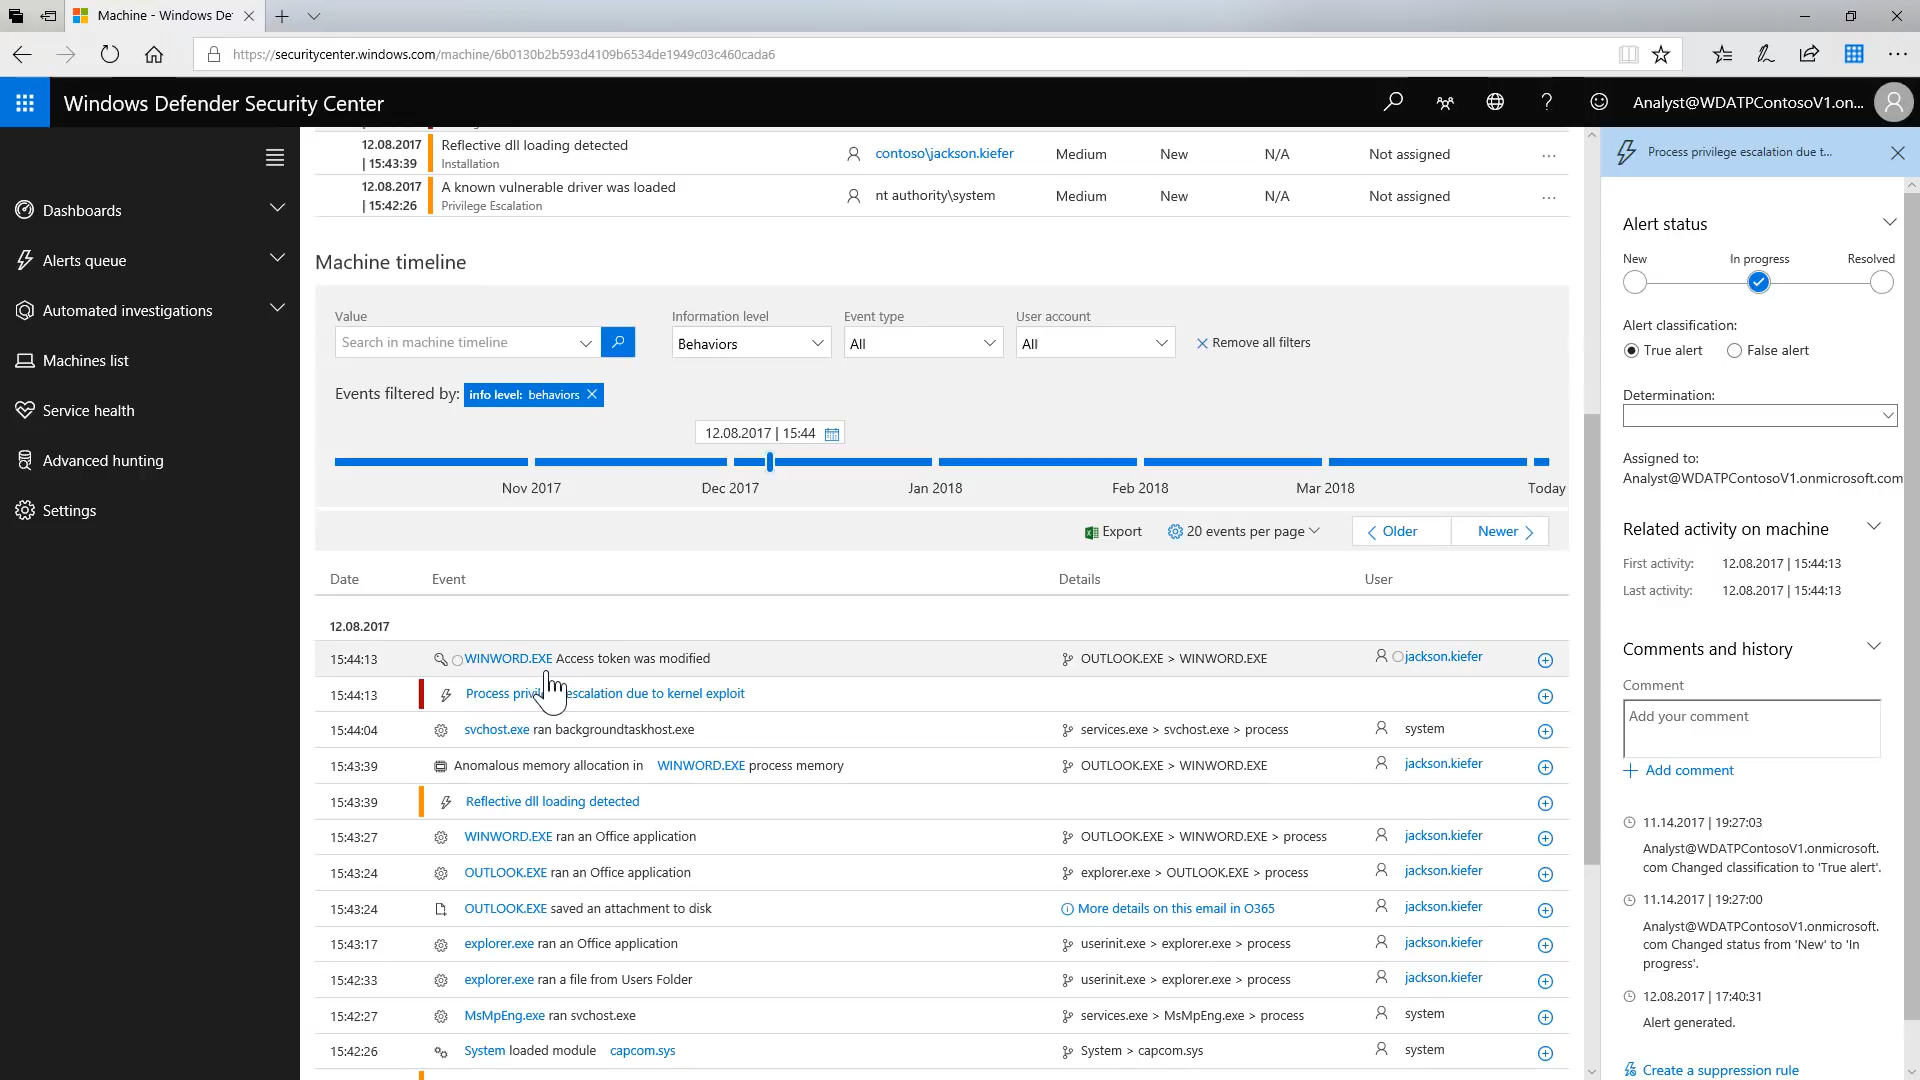 Machine - Windows De
https://securitycenter.windows.com/machine/6b0130b2b593d4109b6534de1949c03c460cada6
Windows Defender Security Center
?
Analyst@WDATPContosoV1.on...
Dashboards
Alerts queue
Automated investigations
Machines list
Service health
Advanced hunting
Settings
12.08.2017 | 15:43:39 Reflective dll loading detected Installation contoso\jackson.kiefer Medium New N/A Not assigned ...
12.08.2017 | 15:42:26 A known vulnerable driver was loaded Privilege Escalation nt authority\system Medium New N/A Not assigned ...
Machine timeline
Value Information level Event type User account
Search in machine timeline Behaviors All All Remove all filters
Events filtered by: info level: behaviors
12.08.2017 | 15:44
Nov 2017 Dec 2017 Jan 2018 Feb 2018 Mar 2018 Today
Export 20 events per page Older Newer
Date Event Details User
12.08.2017
15:44:13 WINWORD.EXE Access token was modified OUTLOOK.EXE > WINWORD.EXE jackson.kiefer
15:44:13 Process privi escalation due to kernel exploit
15:44:04 svchost.exe ran backgroundtaskhost.exe services.exe > svchost.exe > process system
15:43:39 Anomalous memory allocation in WINWORD.EXE process memory OUTLOOK.EXE > WINWORD.EXE jackson.kiefer
15:43:39 Reflective dll loading detected
15:43:27 WINWORD.EXE ran an Office application OUTLOOK.EXE > WINWORD.EXE > process jackson.kiefer
15:43:24 OUTLOOK.EXE ran an Office application explorer.exe > OUTLOOK.EXE > process jackson.kiefer
15:43:24 OUTLOOK.EXE saved an attachment to disk More details on this email in O365 jackson.kiefer
15:43:17 explorer.exe ran an Office application userinit.exe > explorer.exe > process jackson.kiefer
15:42:33 explorer.exe ran a file from Users Folder userinit.exe > explorer.exe > process jackson.kiefer
15:42:27 MsMpEng.exe ran svchost.exe services.exe > MsMpEng.exe > process system
15:42:26 System loaded module capcom.sys System > capcom.sys system
Process privilege escalation due t...
Alert status
New In progress Resolved
Alert classification:
True alert False alert
Determination:
Assigned to:
Analyst@WDATPContosoV1.onmicrosoft.com
Related activity on machine
First activity: 12.08.2017 | 15:44:13
Last activity: 12.08.2017 | 15:44:13
Comments and history
Comment
Add your comment
Add comment
11.14.2017 | 19:27:03
Analyst@WDATPContosoV1.onmicrosoft.
com Changed classification to 'True alert'.
11.14.2017 | 19:27:00
Analyst@WDATPContosoV1.onmicrosoft.
com Changed status from 'New' to 'In
progress'.
12.08.2017 | 17:40:31
Alert generated.
Create a suppression rule